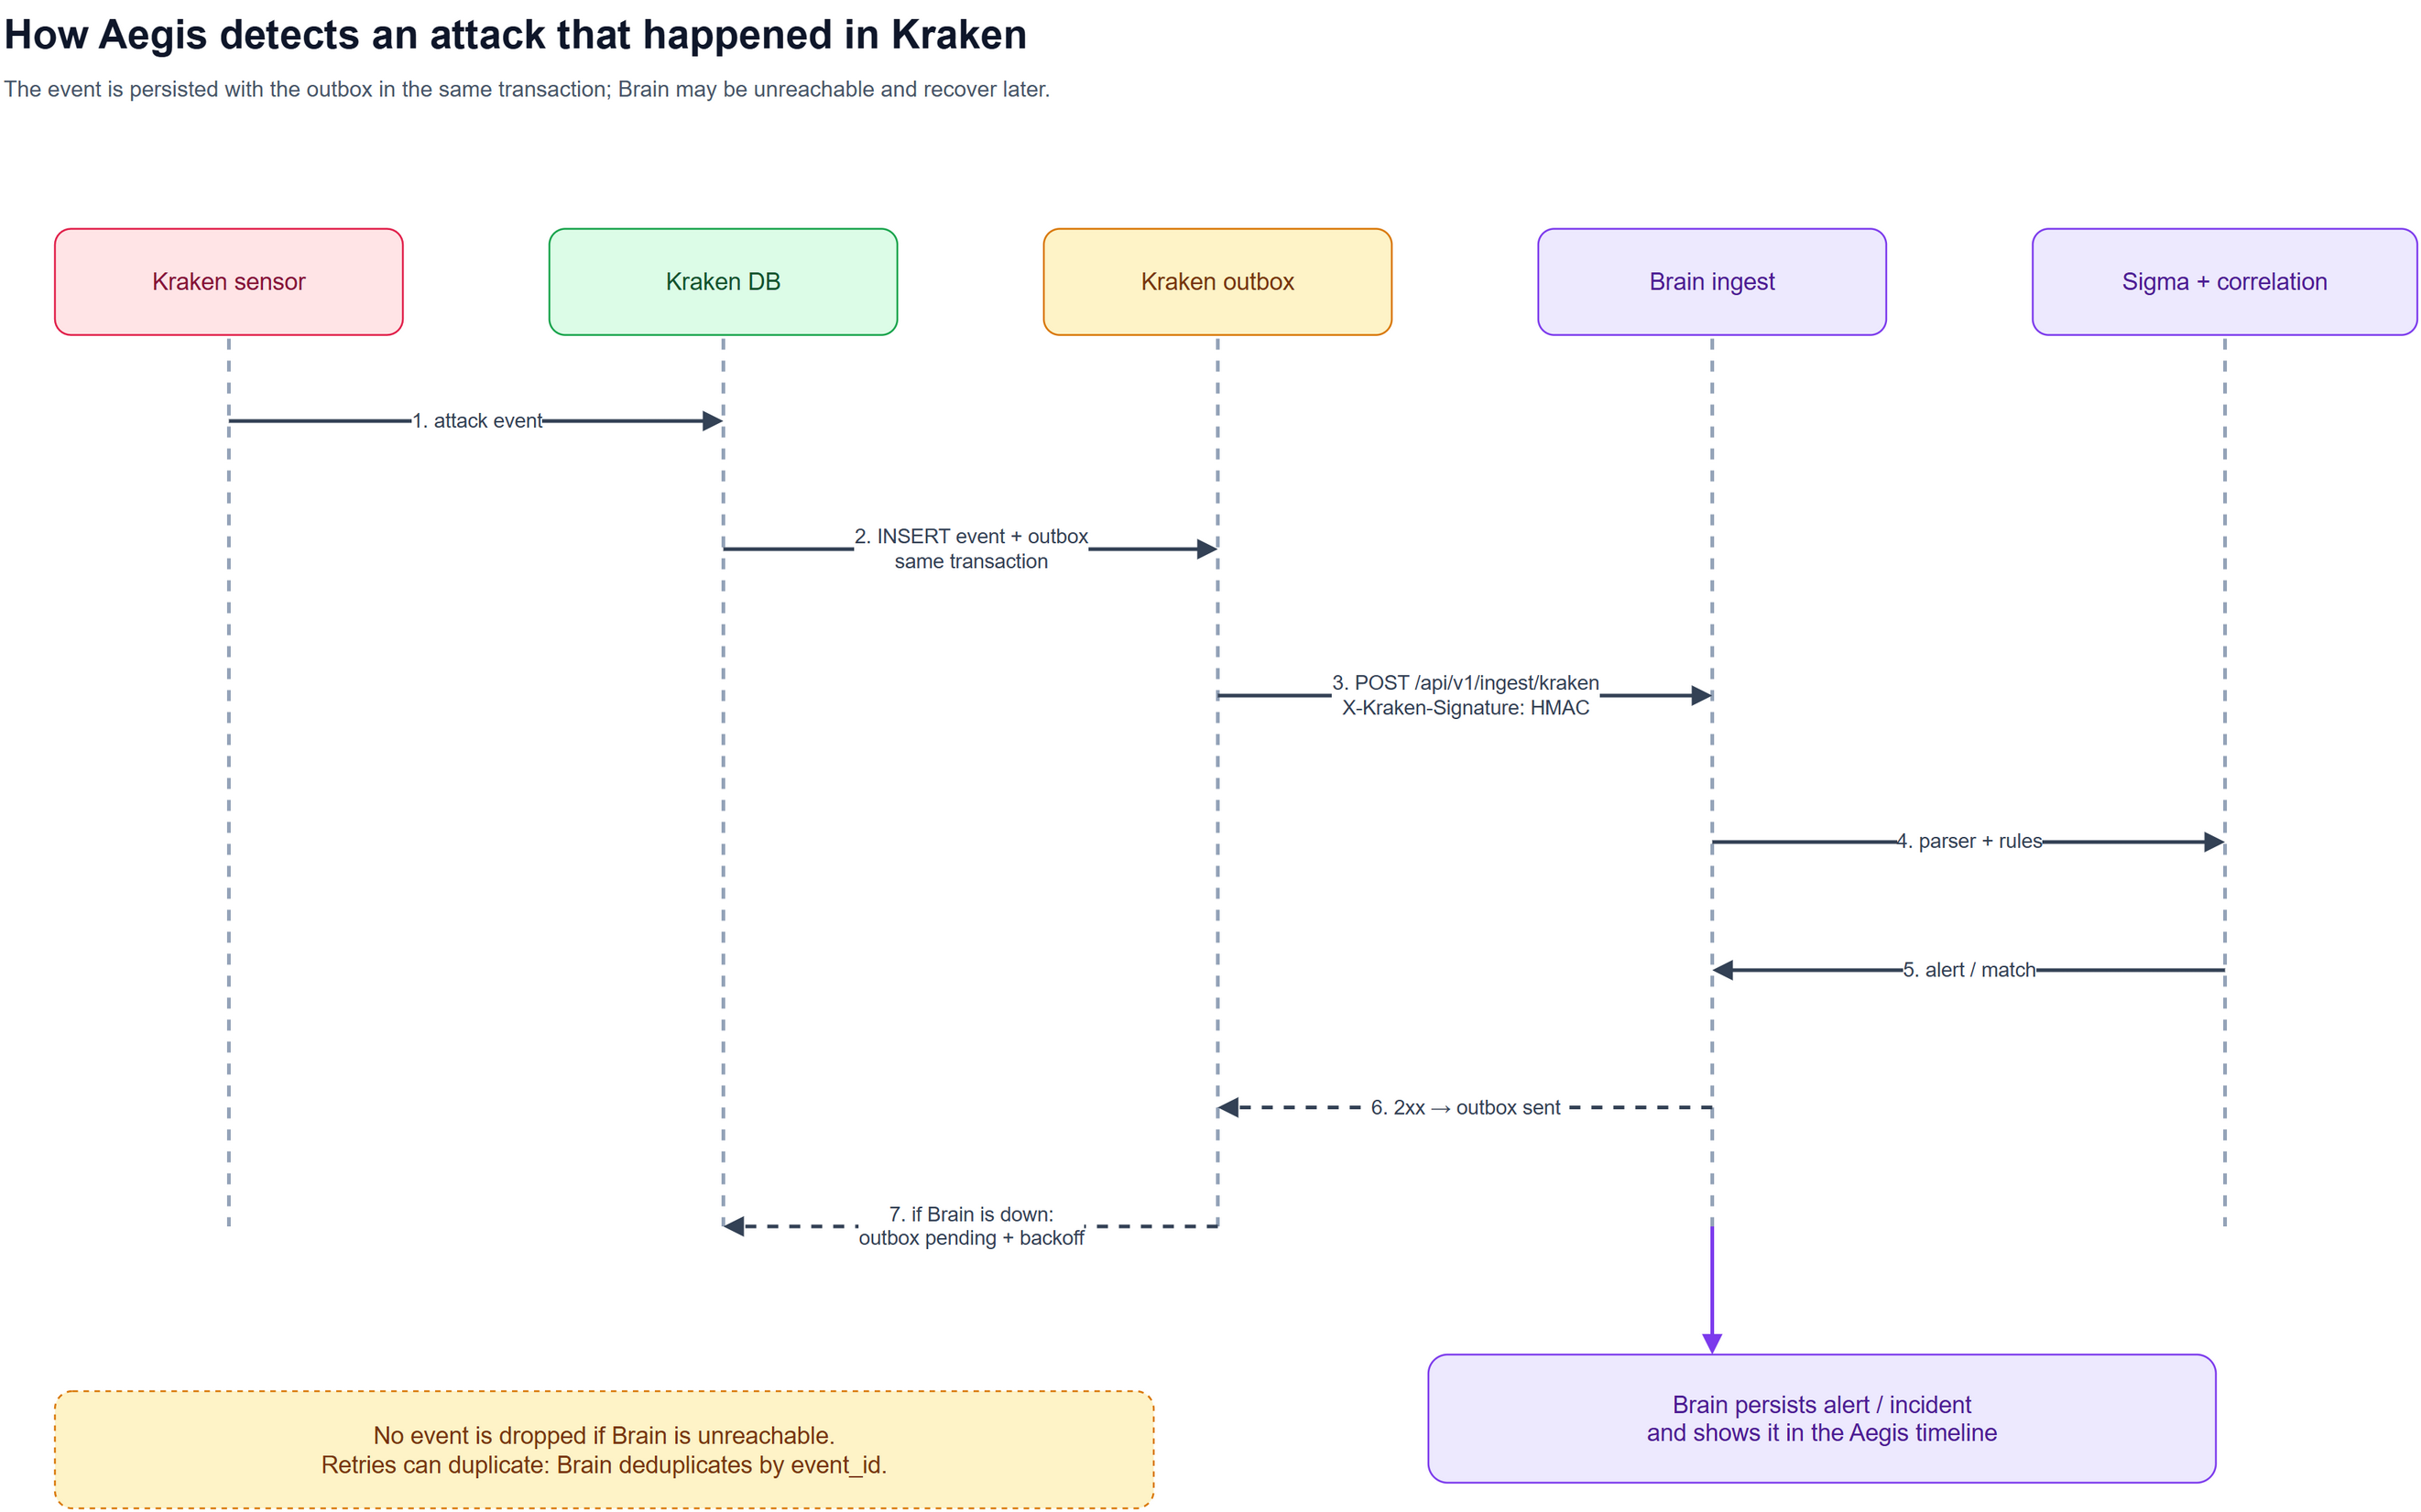 How Aegis detects an attack that happened in Kraken
The event is persisted with the outbox in the same transaction; Brain may be unreachable and recover later.
Kraken sensor
Kraken DB
Kraken outbox
Brain ingest
Sigma + correlation
1. attack event
2. INSERT event + outbox
same transaction
3. POST /api/v1/ingest/kraken
X-Kraken-Signature: HMAC
4. parser + rules
5. alert / match
6. 2xx → outbox sent
7. if Brain is down:
outbox pending + backoff
Brain persists alert / incident
and shows it in the Aegis timeline
No event is dropped if Brain is unreachable.
Retries can duplicate: Brain deduplicates by event_id.